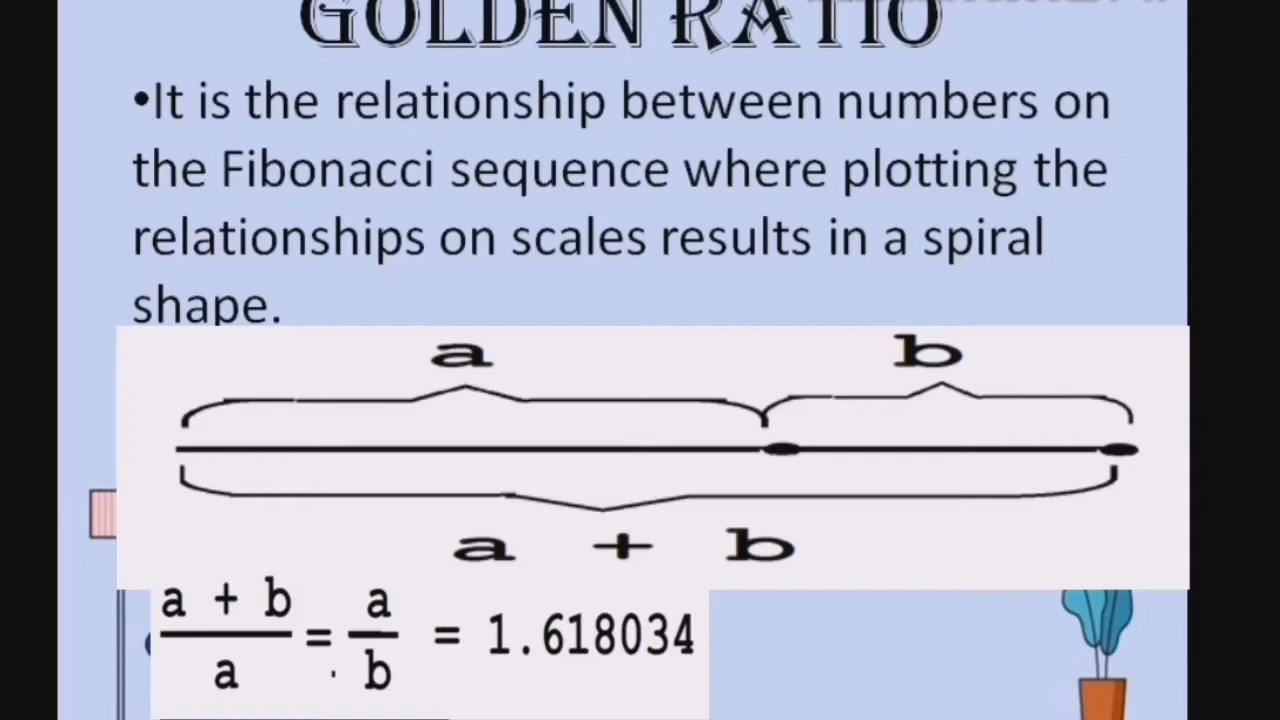 GOLDEN RATIO
•It is the relationship between numbers on
the Fibonacci sequence where plotting the
relationships on scales results in a spiral
shape.
a b
a + b
a + b a
= = 1.618034
a b